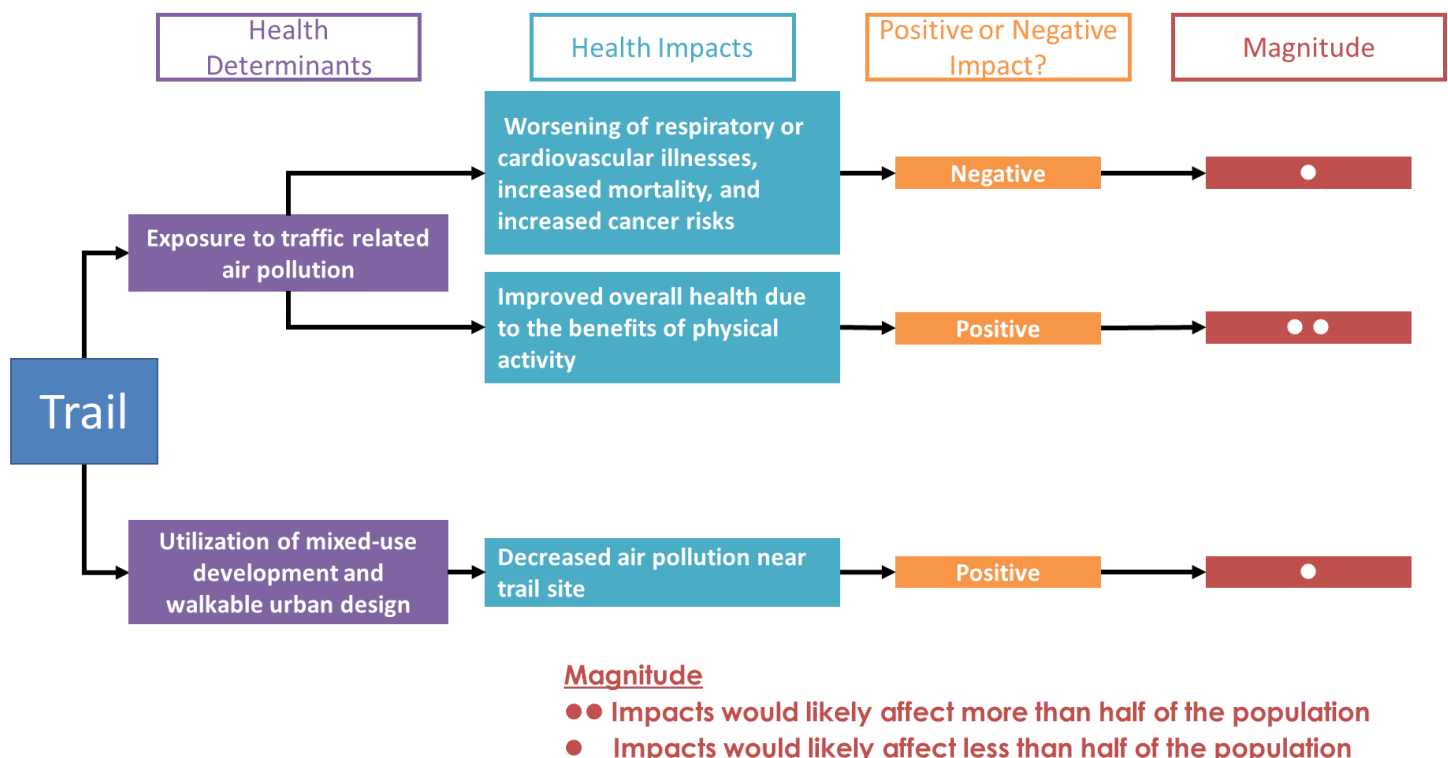 Health
Determinants
Health Impacts
Positive or Negative
Impact?
Magnitude
Worsening of respiratory or
cardiovascular illnesses,
increased mortality, and
increased cancer risks
Negative
Exposure to traffic related
air pollution
Improved overall health due
to the benefits of physical
activity
Positive
Trail
Utilization of mixed-use
development and
walkable urban design
Decreased air pollution near
trail site
Positive
Magnitude
●● Impacts would likely affect more than half of the population
● Impacts would likely affect less than half of the population